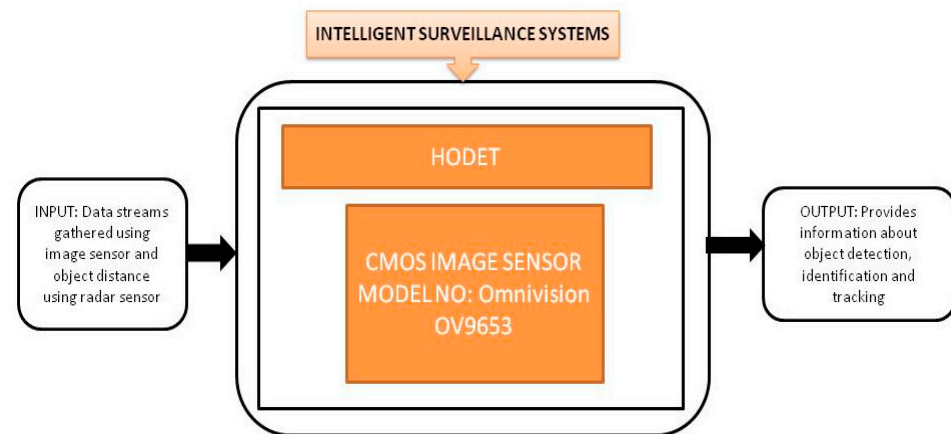 INTELLIGENT SURVEILLANCE SYSTEMS
HODET
INPUT: Data streams
gathered using
image sensor and
object distance
using radar sensor
CMOS IMAGE SENSOR
MODEL NO: Omnivision
OV9653
OUTPUT: Provides
information about
object detection,
identification and
tracking